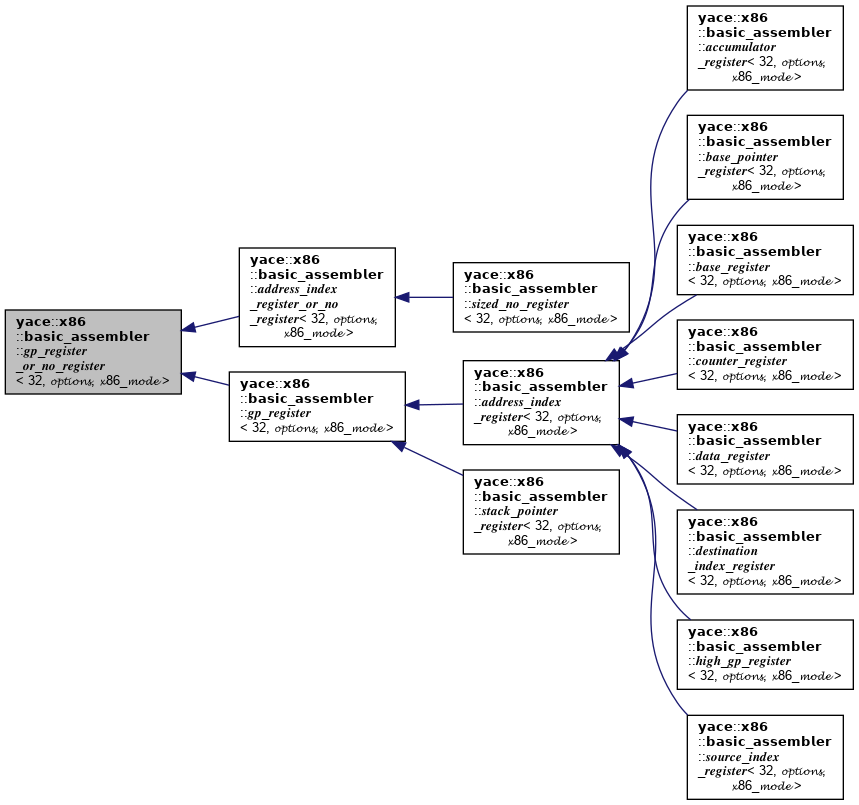 yace::x86
::basic_assembler
::gp_register
_or_no_register
< 32, options, x86_mode >
yace::x86
::basic_assembler
::address_index
_register_or_no
_register< 32, options,
x86_mode >
yace::x86
::basic_assembler
::gp_register
< 32, options, x86_mode >
yace::x86
::basic_assembler
::sized_no_register
< 32, options, x86_mode >
yace::x86
::basic_assembler
::address_index
_register< 32, options,
x86_mode >
yace::x86
::basic_assembler
::stack_pointer
_register< 32, options,
x86_mode >
yace::x86
::basic_assembler
::accumulator
_register< 32, options,
x86_mode >
yace::x86
::basic_assembler
::base_pointer
_register< 32, options,
x86_mode >
yace::x86
::basic_assembler
::base_register
< 32, options, x86_mode >
yace::x86
::basic_assembler
::counter_register
< 32, options, x86_mode >
yace::x86
::basic_assembler
::data_register
< 32, options, x86_mode >
yace::x86
::basic_assembler
::destination
_index_register
< 32, options, x86_mode >
yace::x86
::basic_assembler
::high_gp_register
< 32, options, x86_mode >
yace::x86
::basic_assembler
::source_index
_register< 32, options,
x86_mode >